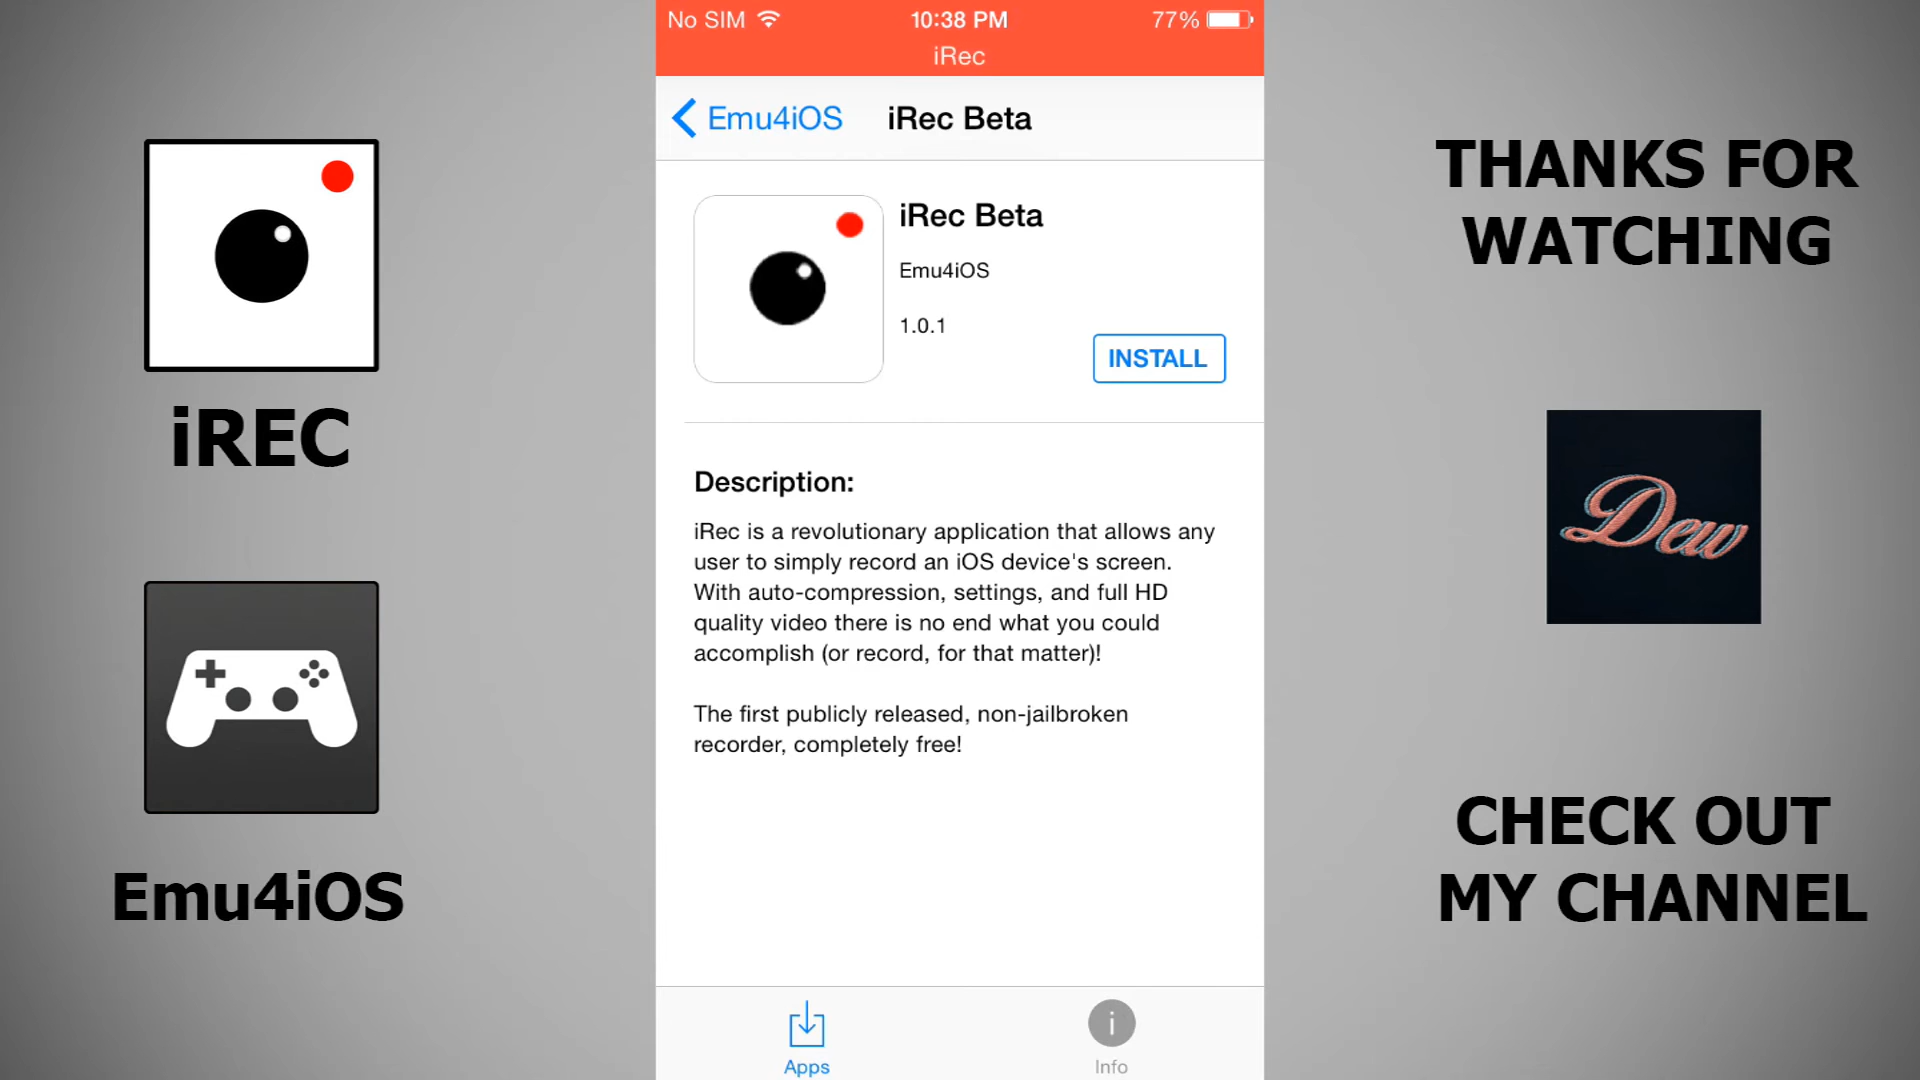 No SIM 10:38 PM 77%
iRec
Emu4iOS iRec Beta
iRec Beta
Emu4iOS
1.0.1
INSTALL
Description:
iRec is a revolutionary application that allows any
user to simply record an iOS device's screen.
With auto-compression, settings, and full HD
quality video there is no end what you could
accomplish (or record, for that matter)!
The first publicly released, non-jailbroken
recorder, completely free!
Apps Info
iREC
Emu4iOS
THANKS FOR
WATCHING
Dew
CHECK OUT
MY CHANNEL